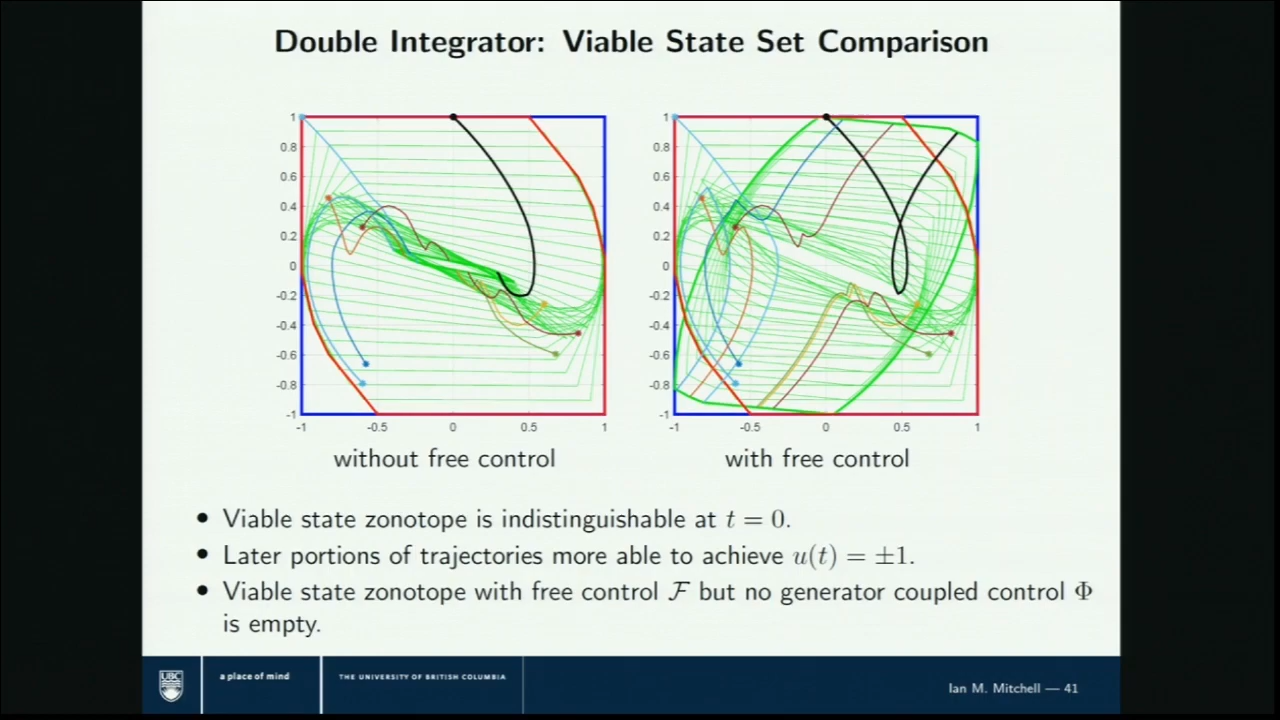 Double Integrator: Viable State Set Comparison
1
0.8
0.6
0.4
0.2
0
-0.2
-0.4
-0.6
-0.8
-1
-1
-0.5
0
0.5
1
without free control
1
0.8
0.6
0.4
0.2
0
-0.2
-0.4
-0.6
-0.8
-1
-1
-0.5
0
0.5
1
with free control
• Viable state zonotope is indistinguishable at t = 0.
• Later portions of trajectories more able to achieve u(t) = ±1.
• Viable state zonotope with free control ℱ but no generator coupled control Φ
is empty.
UBC
a place of mind
THE UNIVERSITY OF BRITISH COLUMBIA
Ian M. Mitchell — 41